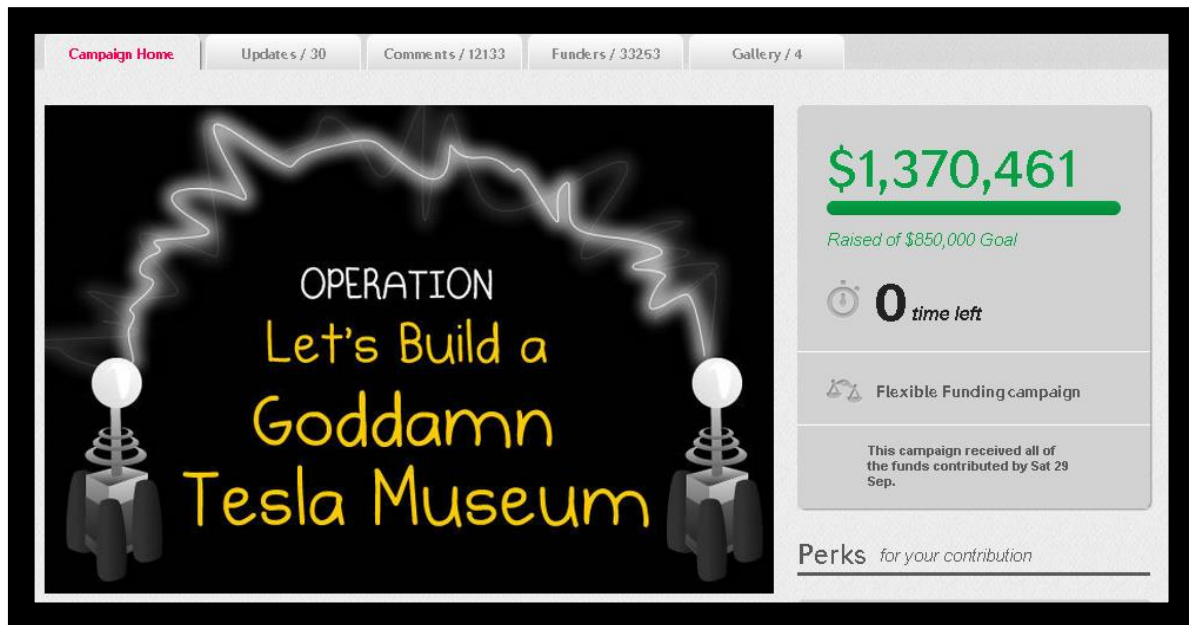 Campaign Home
Updates / 30
Comments / 12133
Funders / 33253
Gallery / 4
OPERATION
Let's Build a
Goddamn
Tesla Museum
$1,370,461
Raised of $850,000 Goal
0 time left
Flexible Funding campaign
This campaign received all of
the funds contributed by Sat 29
Sep.
Perks for your contribution